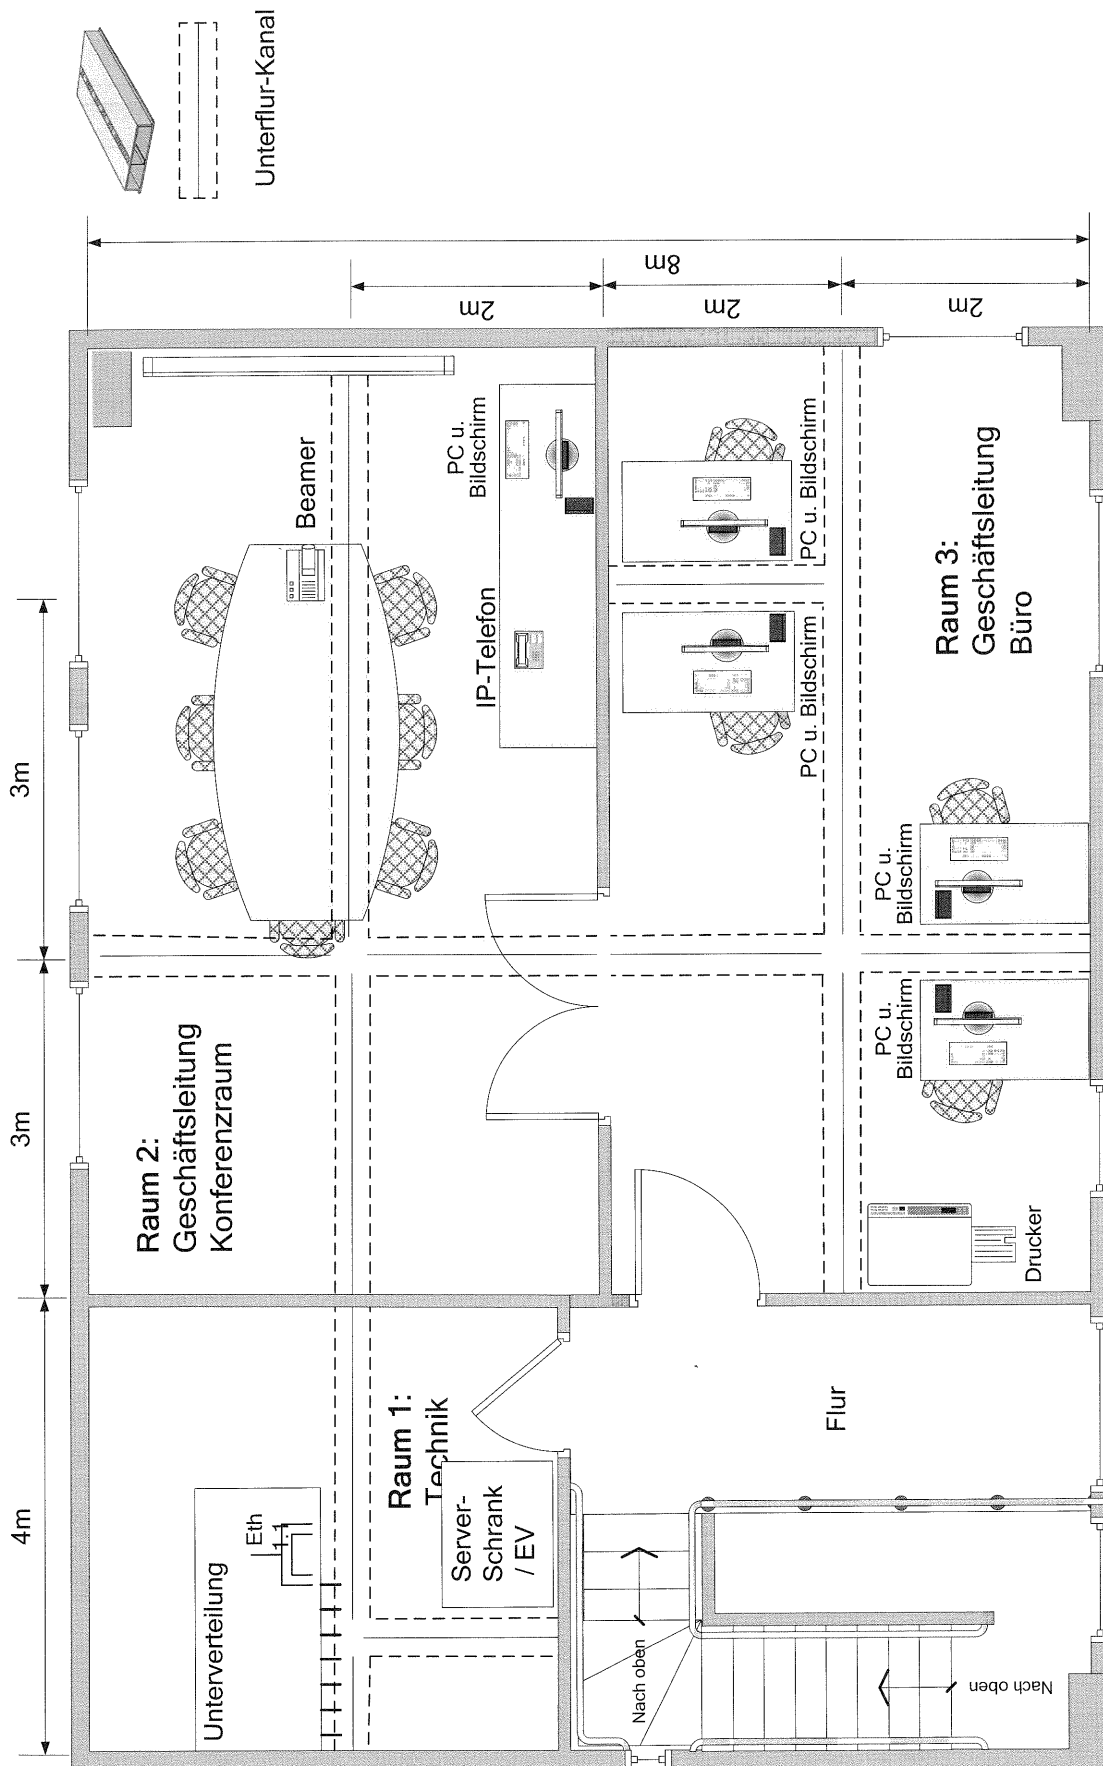 Unterflur-Kanal
8m
2m
2m
2m
3m
3m
4m
Raum 2:
Geschäftsleitung
Konferenzraum
Beamer
PC u.
Bildschirm
IP-Telefon
PC u. Bildschirm
PC u. Bildschirm
Raum 3:
Geschäftsleitung
Büro
PC u.
Bildschirm
PC u.
Bildschirm
Drucker
Raum 1:
Technik
Server-
Schrank
/ EV
Unterverteilung
Eth
Flur
Nach oben
Nach oben